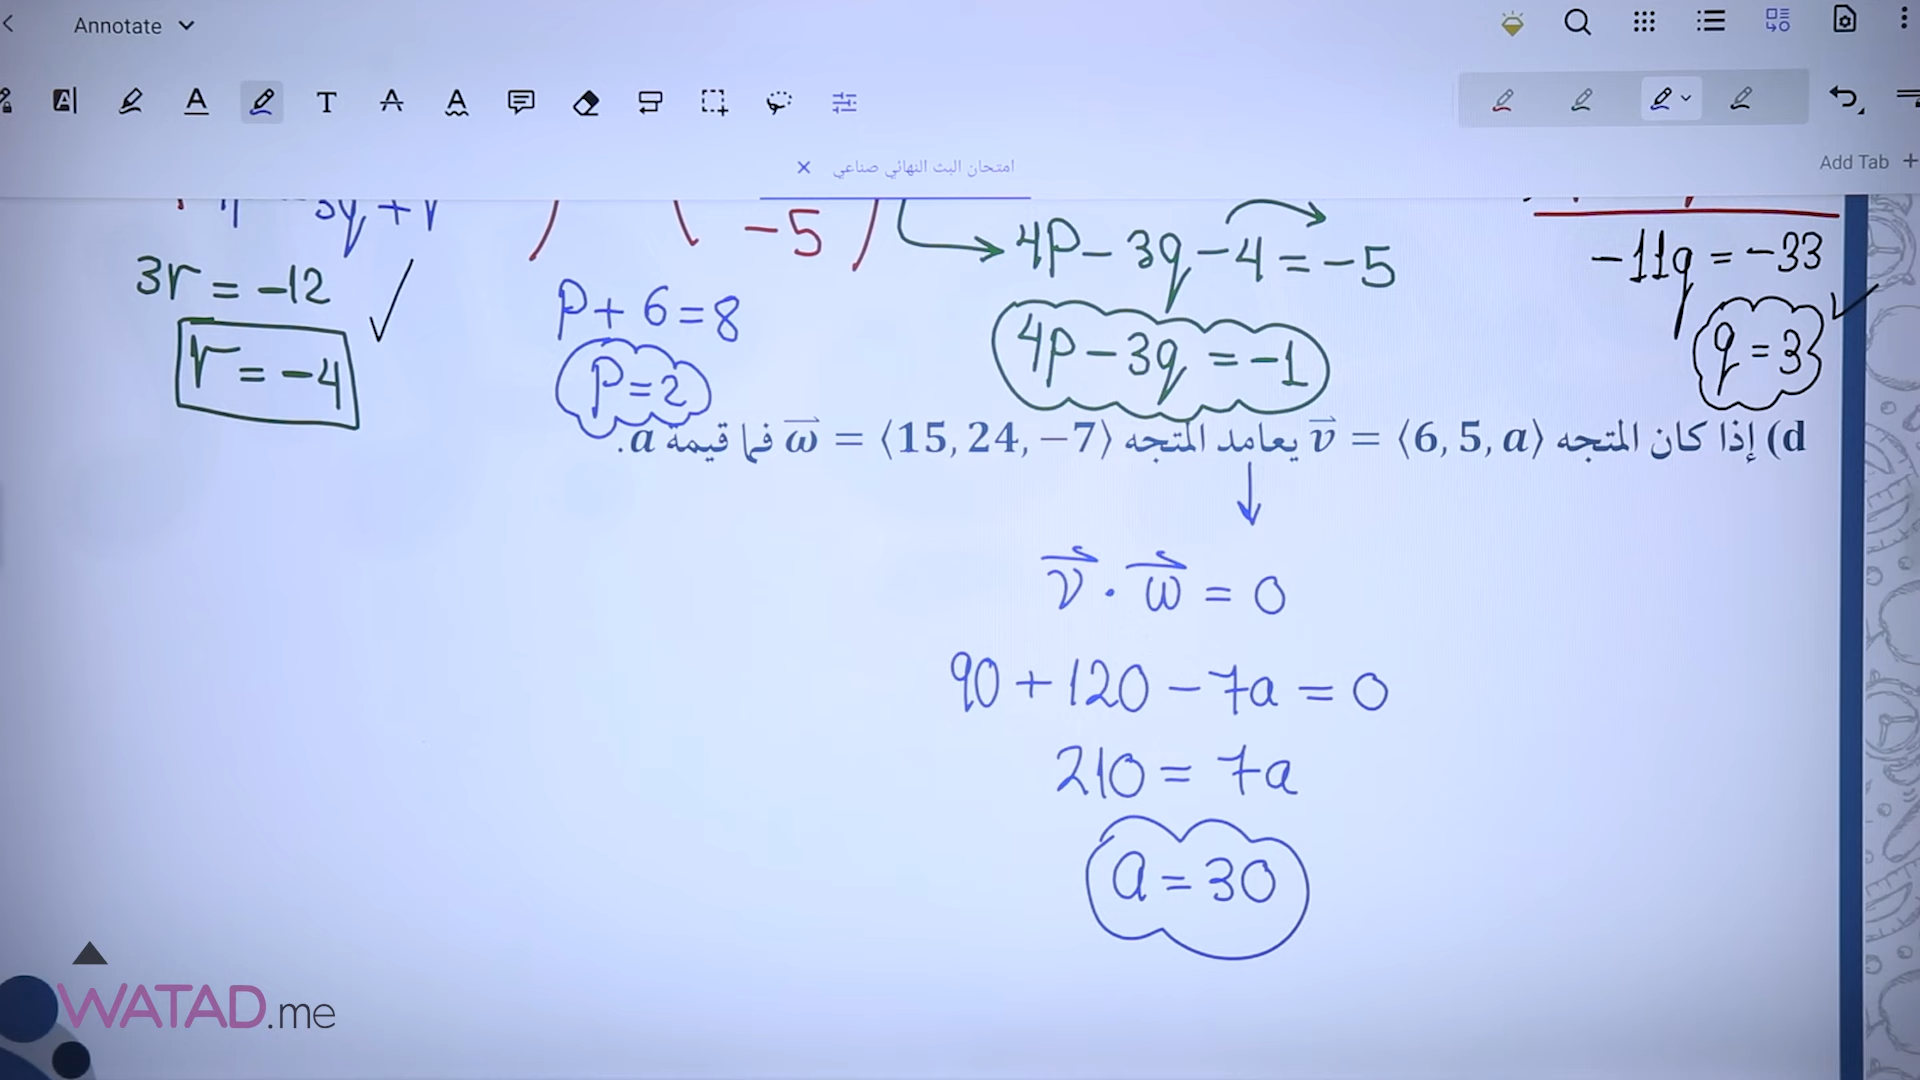 Annotate
امتحان البث النهائي صناعي
Add Tab
-5
4p-3q-4=-5
-11q=-33
3r=-12
p+6=8
4p-3q=-1
q=3
r=-4
p=2
d) إذا كان المتجه v = ⟨6, 5, a⟩ يعامد المتجه ω = ⟨15, 24, −7⟩ فما قيمة a.
v⃗ · ω⃗ = 0
90+120-7a=0
210=7a
a=30
WATAD.me